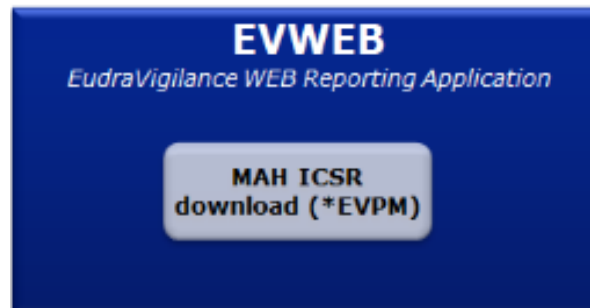 EVWEB
EudraVigilance WEB Reporting Application
MAH ICSR
download (*EVPM)